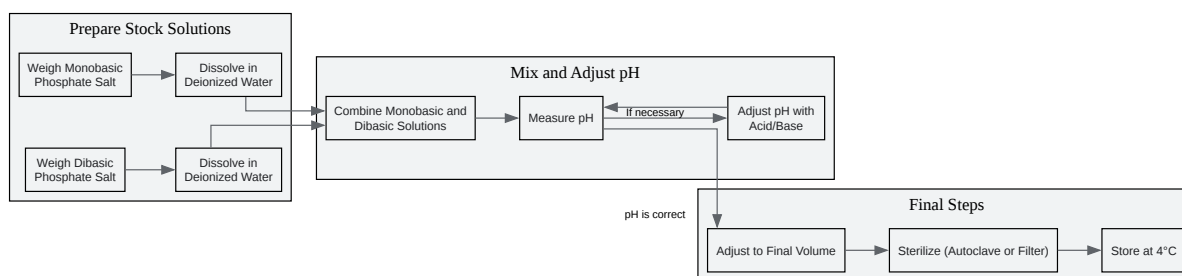 Prepare Stock Solutions
Weigh Monobasic
Phosphate Salt
Dissolve in
Deionized Water
Weigh Dibasic
Phosphate Salt
Dissolve in
Deionized Water
Mix and Adjust pH
Combine Monobasic and
Dibasic Solutions
Measure pH
If necessary
Adjust pH with
Acid/Base
pH is correct
Final Steps
Adjust to Final Volume
Sterilize (Autoclave or Filter)
Store at 4°C